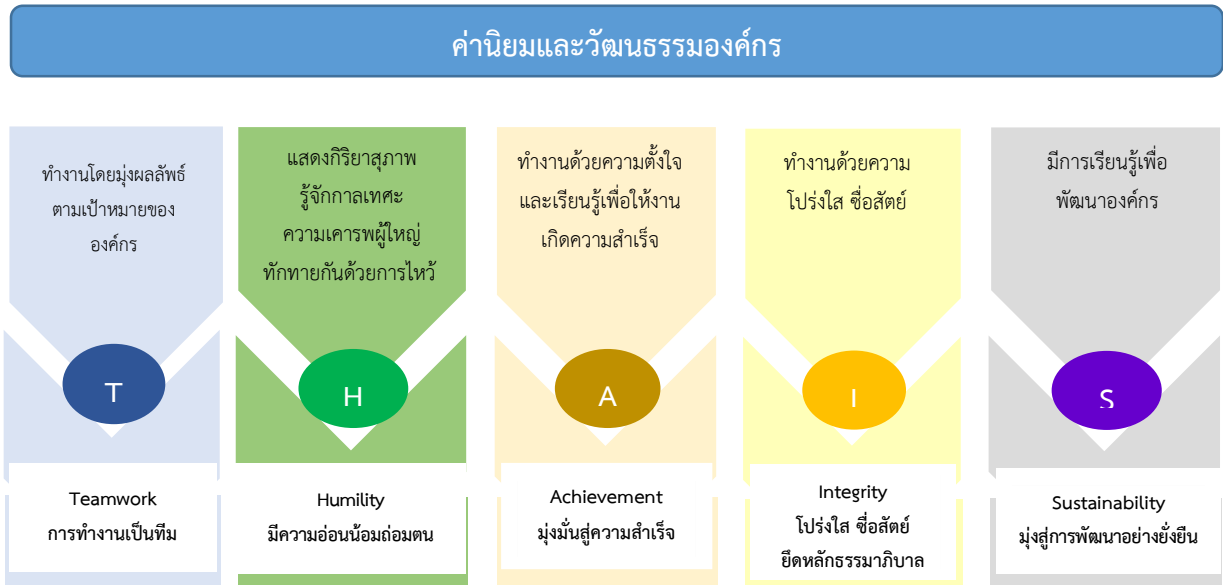 ค่านิยมและวัฒนธรรมองค์กร
ทำงานโดยมุ่งผลลัพธ์
ตามเป้าหมายของ
องค์กร
T
Teamwork
การทำงานเป็นทีม
แสดงกิริยาสุภาพ
รู้จักกาลเทศะ
ความเคารพผู้ใหญ่
ทักทายกันด้วยการไหว้
H
Humility
มีความอ่อนน้อมถ่อมตน
ทำงานด้วยความตั้งใจ
และเรียนรู้เพื่อให้งาน
เกิดความสำเร็จ
A
Achievement
มุ่งมั่นสู่ความสำเร็จ
ทำงานด้วยความ
โปร่งใส ซื่อสัตย์
I
Integrity
โปร่งใส ซื่อสัตย์
ยึดหลักธรรมาภิบาล
มีการเรียนรู้เพื่อ
พัฒนาองค์กร
S
Sustainability
มุ่งสู่การพัฒนาอย่างยั่งยืน